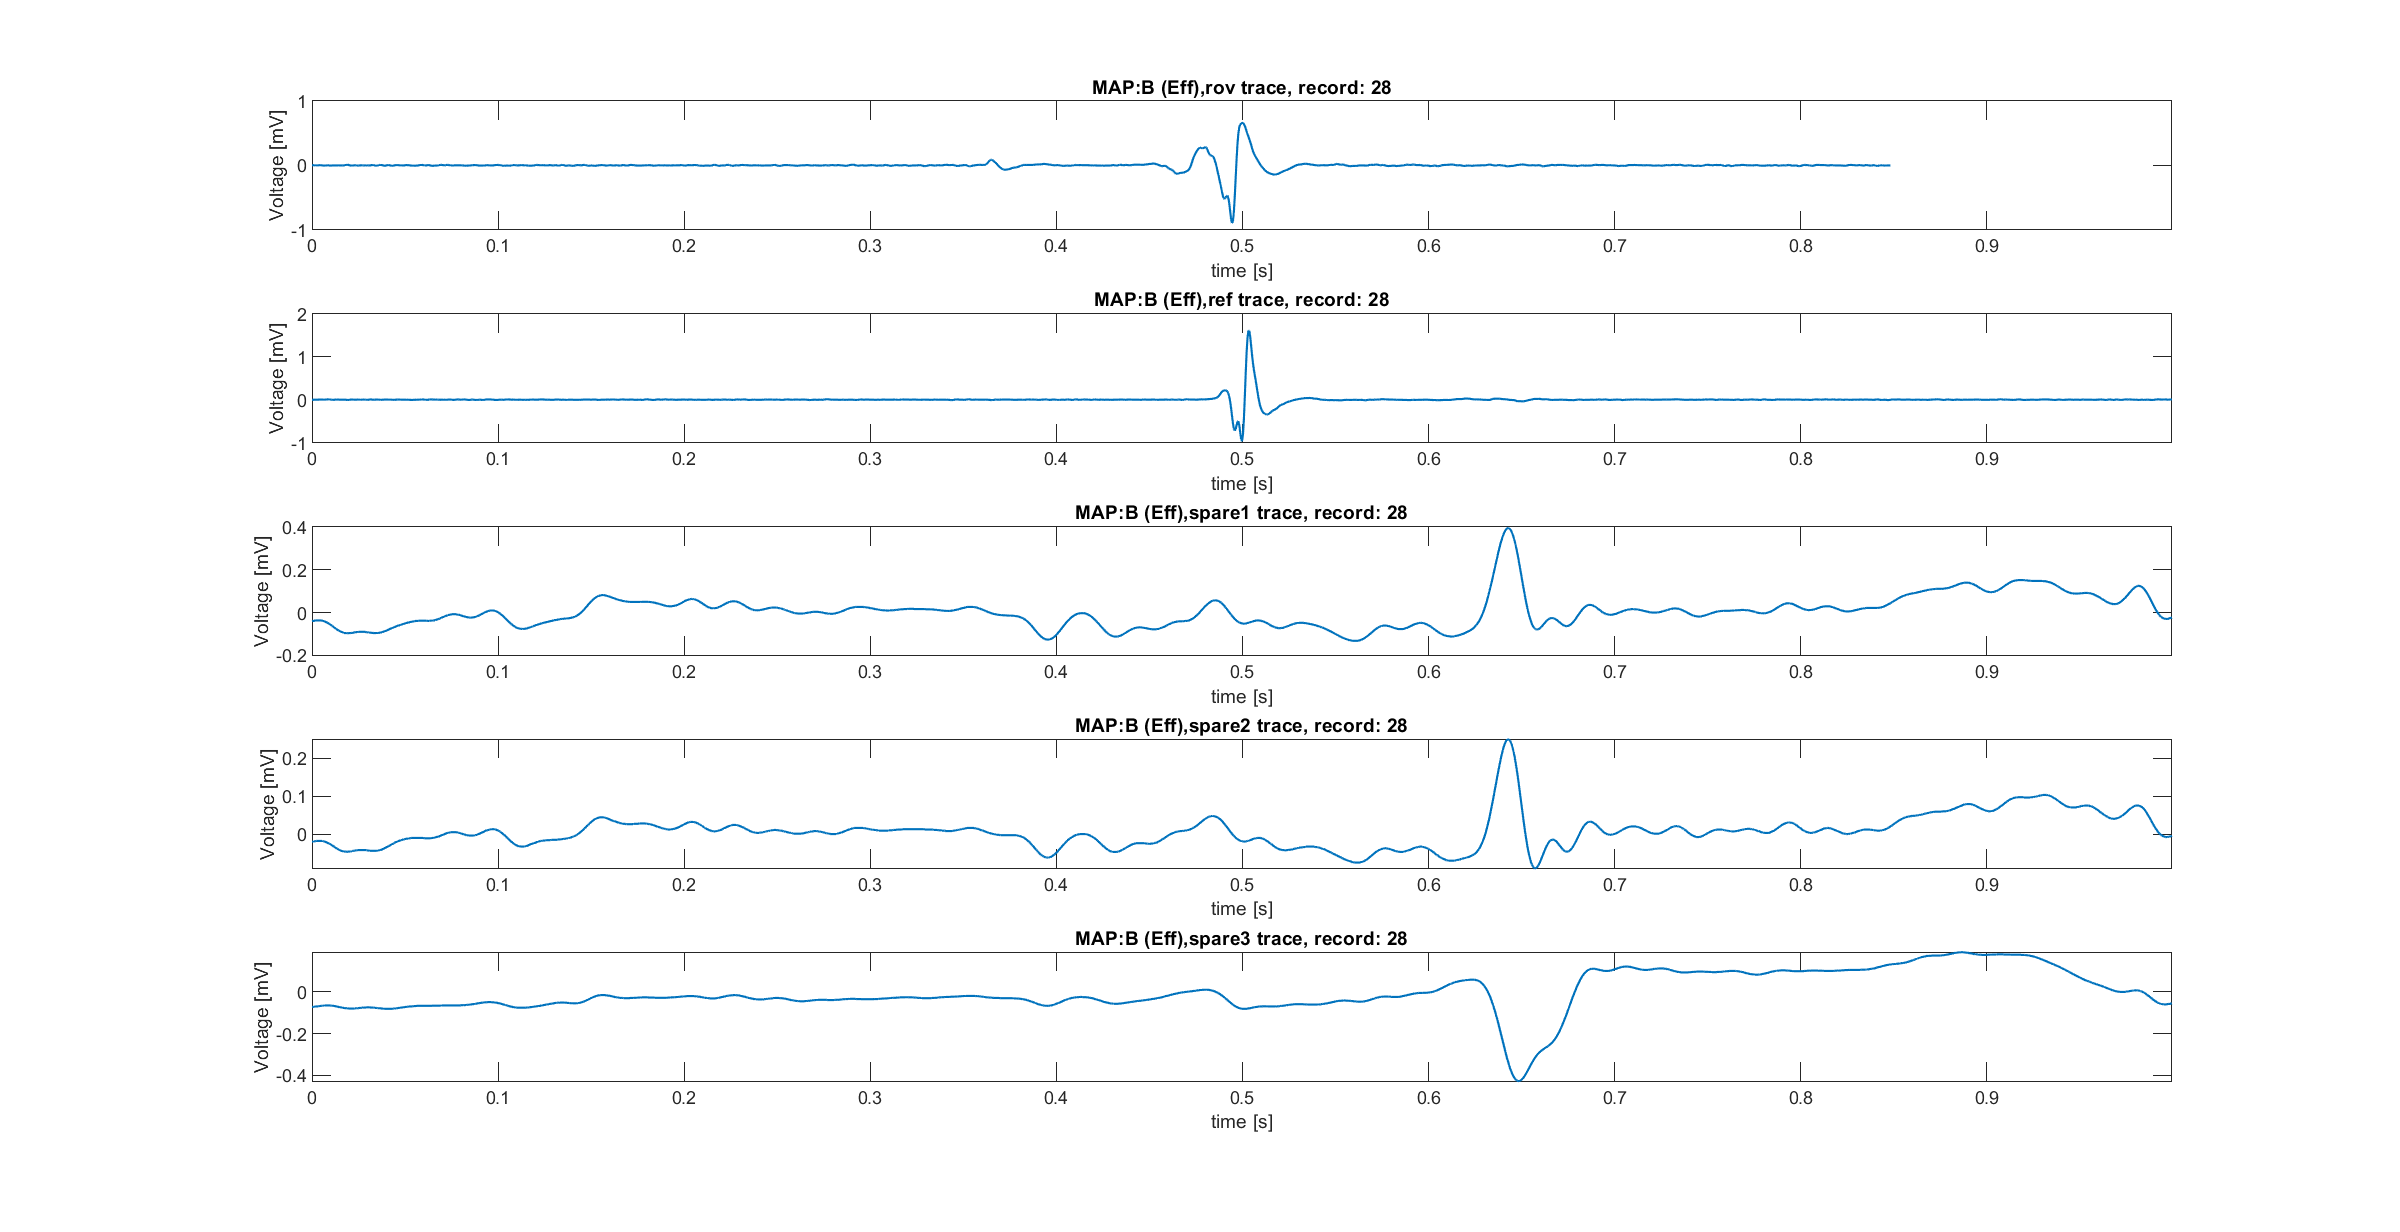 MAP:B (Eff),rov trace, record: 28
Voltage [mV]
1
0
-1
0 0.1 0.2 0.3 0.4 0.5 0.6 0.7 0.8 0.9
time [s]
MAP:B (Eff),ref trace, record: 28
Voltage [mV]
2
1
0
-1
0 0.1 0.2 0.3 0.4 0.5 0.6 0.7 0.8 0.9
time [s]
MAP:B (Eff),spare1 trace, record: 28
Voltage [mV]
0.4
0.2
0
-0.2
0 0.1 0.2 0.3 0.4 0.5 0.6 0.7 0.8 0.9
time [s]
MAP:B (Eff),spare2 trace, record: 28
Voltage [mV]
0.2
0.1
0
0 0.1 0.2 0.3 0.4 0.5 0.6 0.7 0.8 0.9
time [s]
MAP:B (Eff),spare3 trace, record: 28
Voltage [mV]
0
-0.2
-0.4
0 0.1 0.2 0.3 0.4 0.5 0.6 0.7 0.8 0.9
time [s]